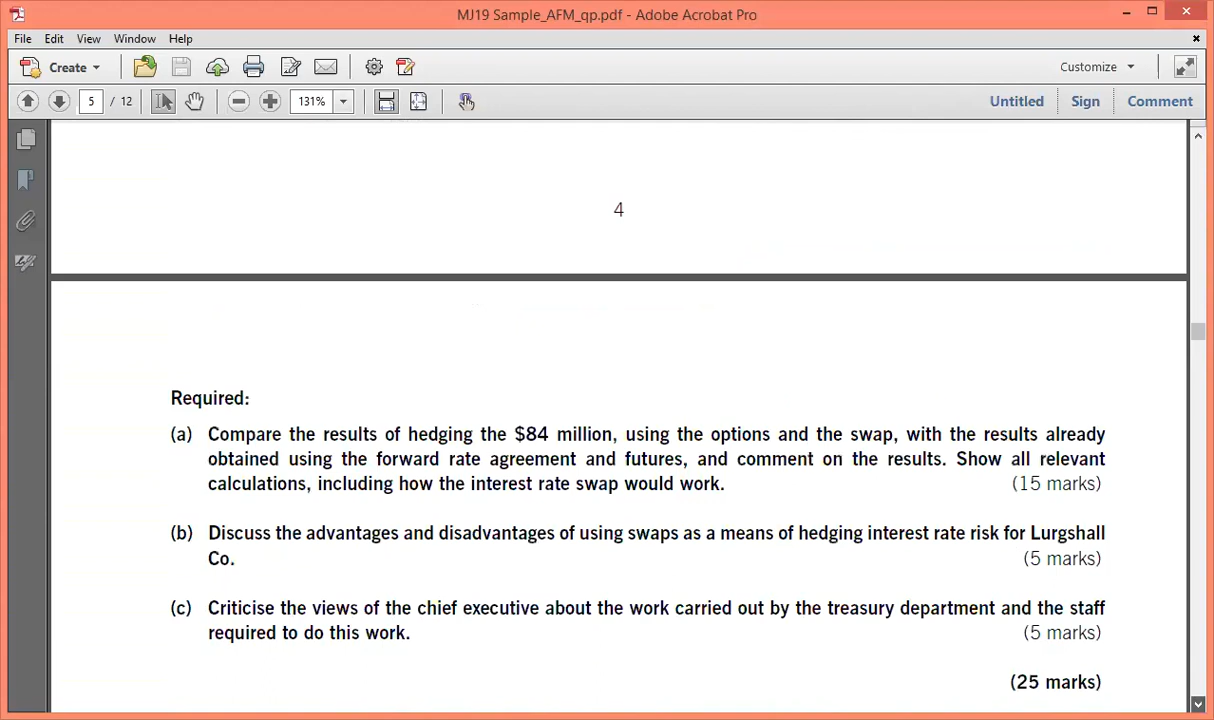 MJ19 Sample_AFM_qp.pdf - Adobe Acrobat Pro
File Edit View Window Help
Create Customize
5 / 12 131% Untitled Sign Comment
4
Required:
(a) Compare the results of hedging the $84 million, using the options and the swap, with the results already
obtained using the forward rate agreement and futures, and comment on the results. Show all relevant
calculations, including how the interest rate swap would work. (15 marks)
(b) Discuss the advantages and disadvantages of using swaps as a means of hedging interest rate risk for Lurgshall
Co. (5 marks)
(c) Criticise the views of the chief executive about the work carried out by the treasury department and the staff
required to do this work. (5 marks)
(25 marks)